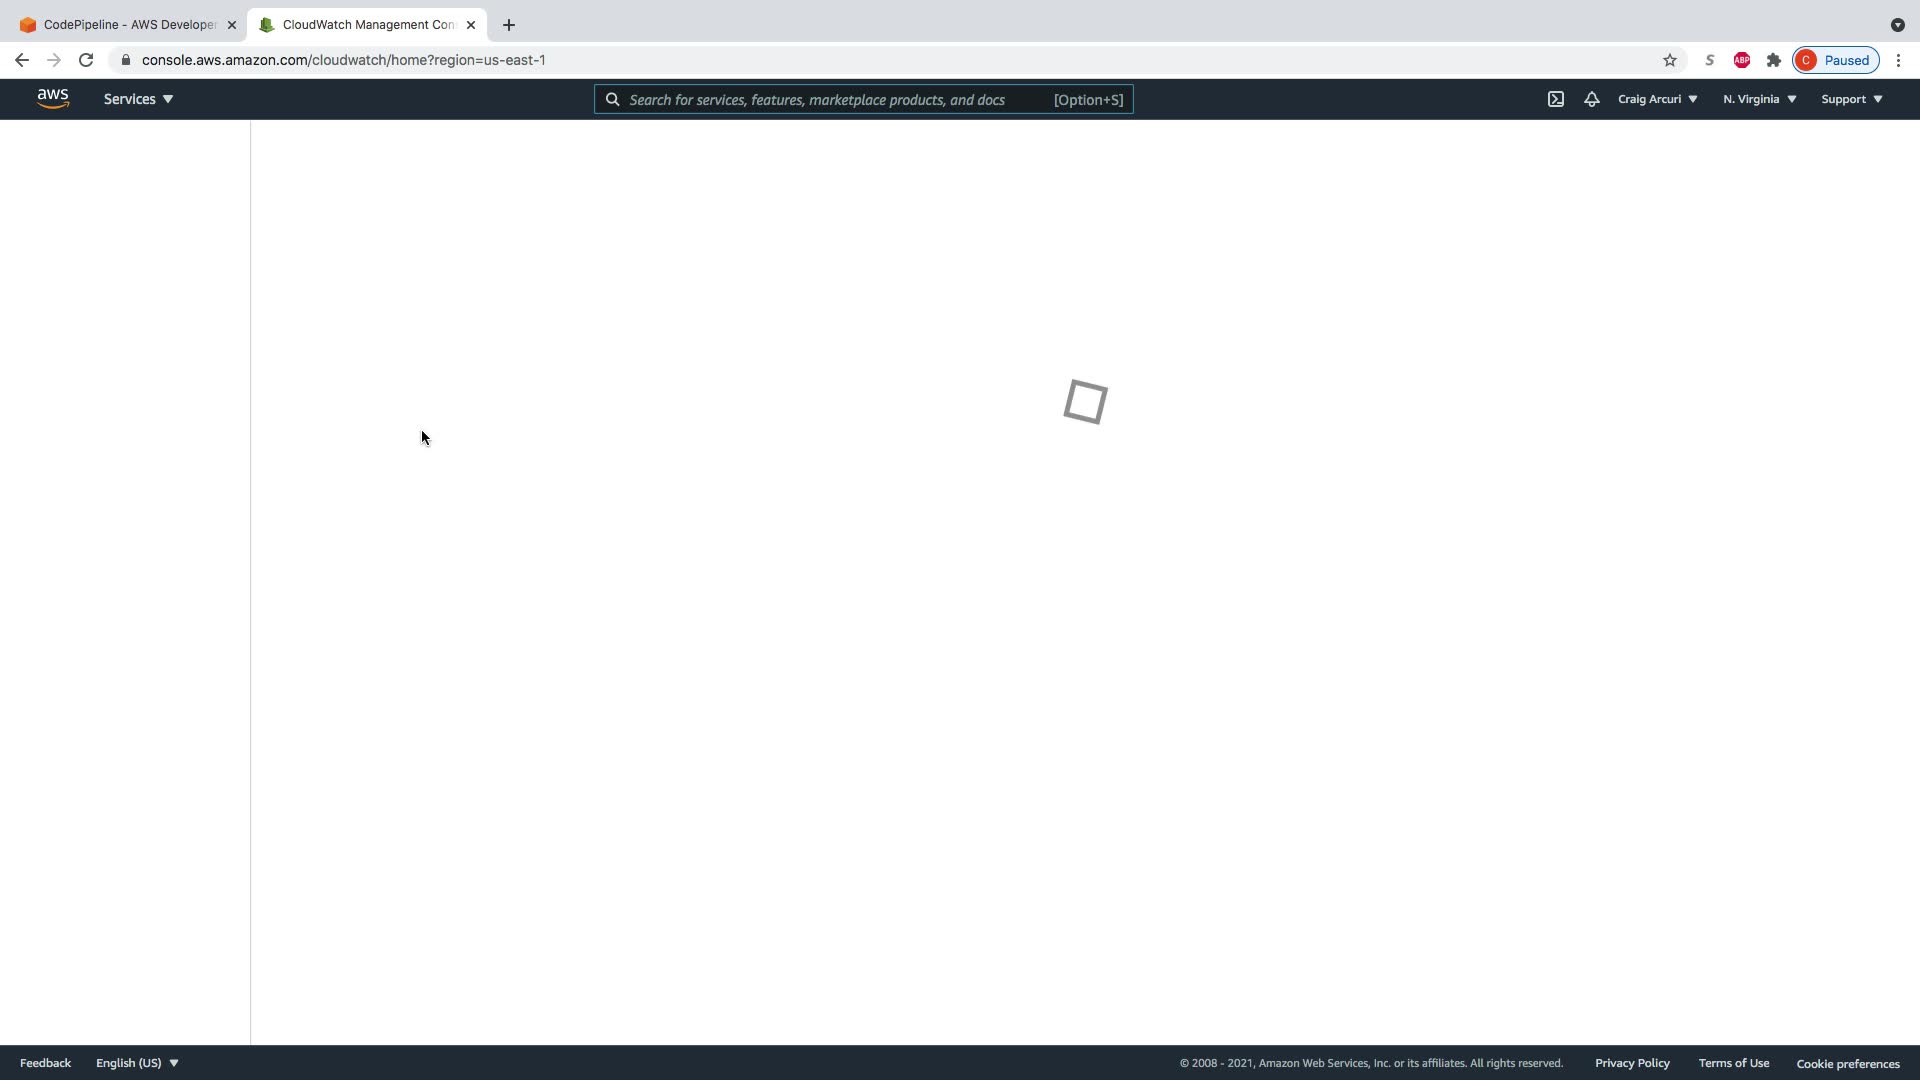 CodePipeline - AWS Developer
CloudWatch Management Con
console.aws.amazon.com/cloudwatch/home?region=us-east-1
S
ABP
C Paused
aws
Services
Search for services, features, marketplace products, and docs [Option+S]
Craig Arcuri
N. Virginia
Support
Feedback
English (US)
© 2008 - 2021, Amazon Web Services, Inc. or its affiliates. All rights reserved.
Privacy Policy
Terms of Use
Cookie preferences